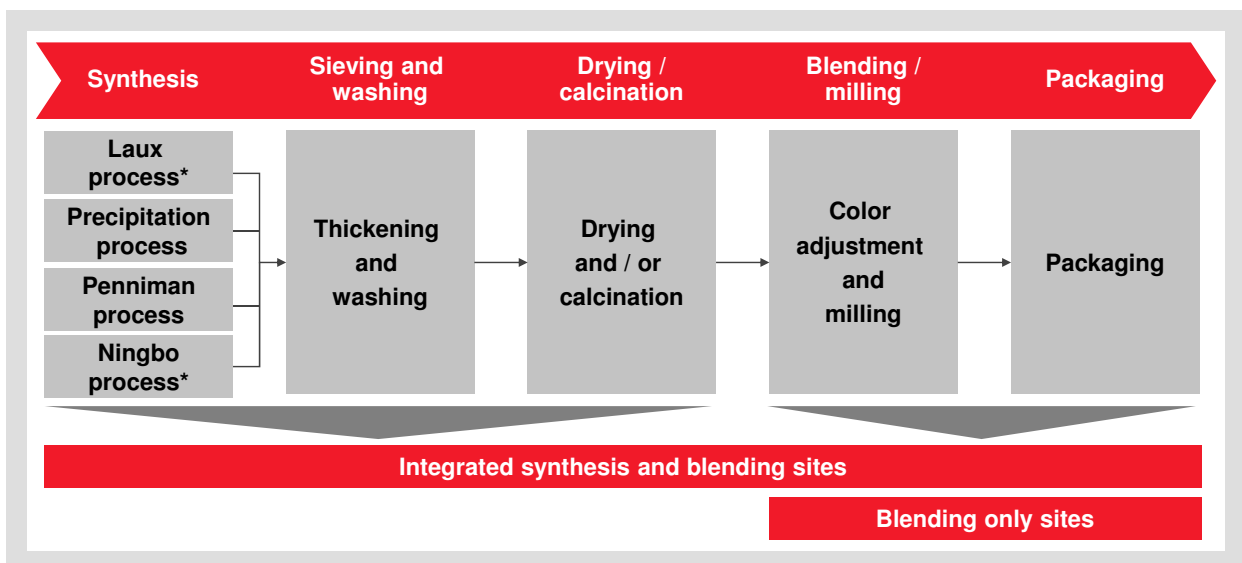 Synthesis
Sieving and
washing
Drying /
calcination
Blending /
milling
Packaging
Laux
process*
Precipitation
process
Penniman
process
Ningbo
process*
Thickening
and
washing
Drying
and / or
calcination
Color
adjustment
and
milling
Packaging
Integrated synthesis and blending sites
Blending only sites